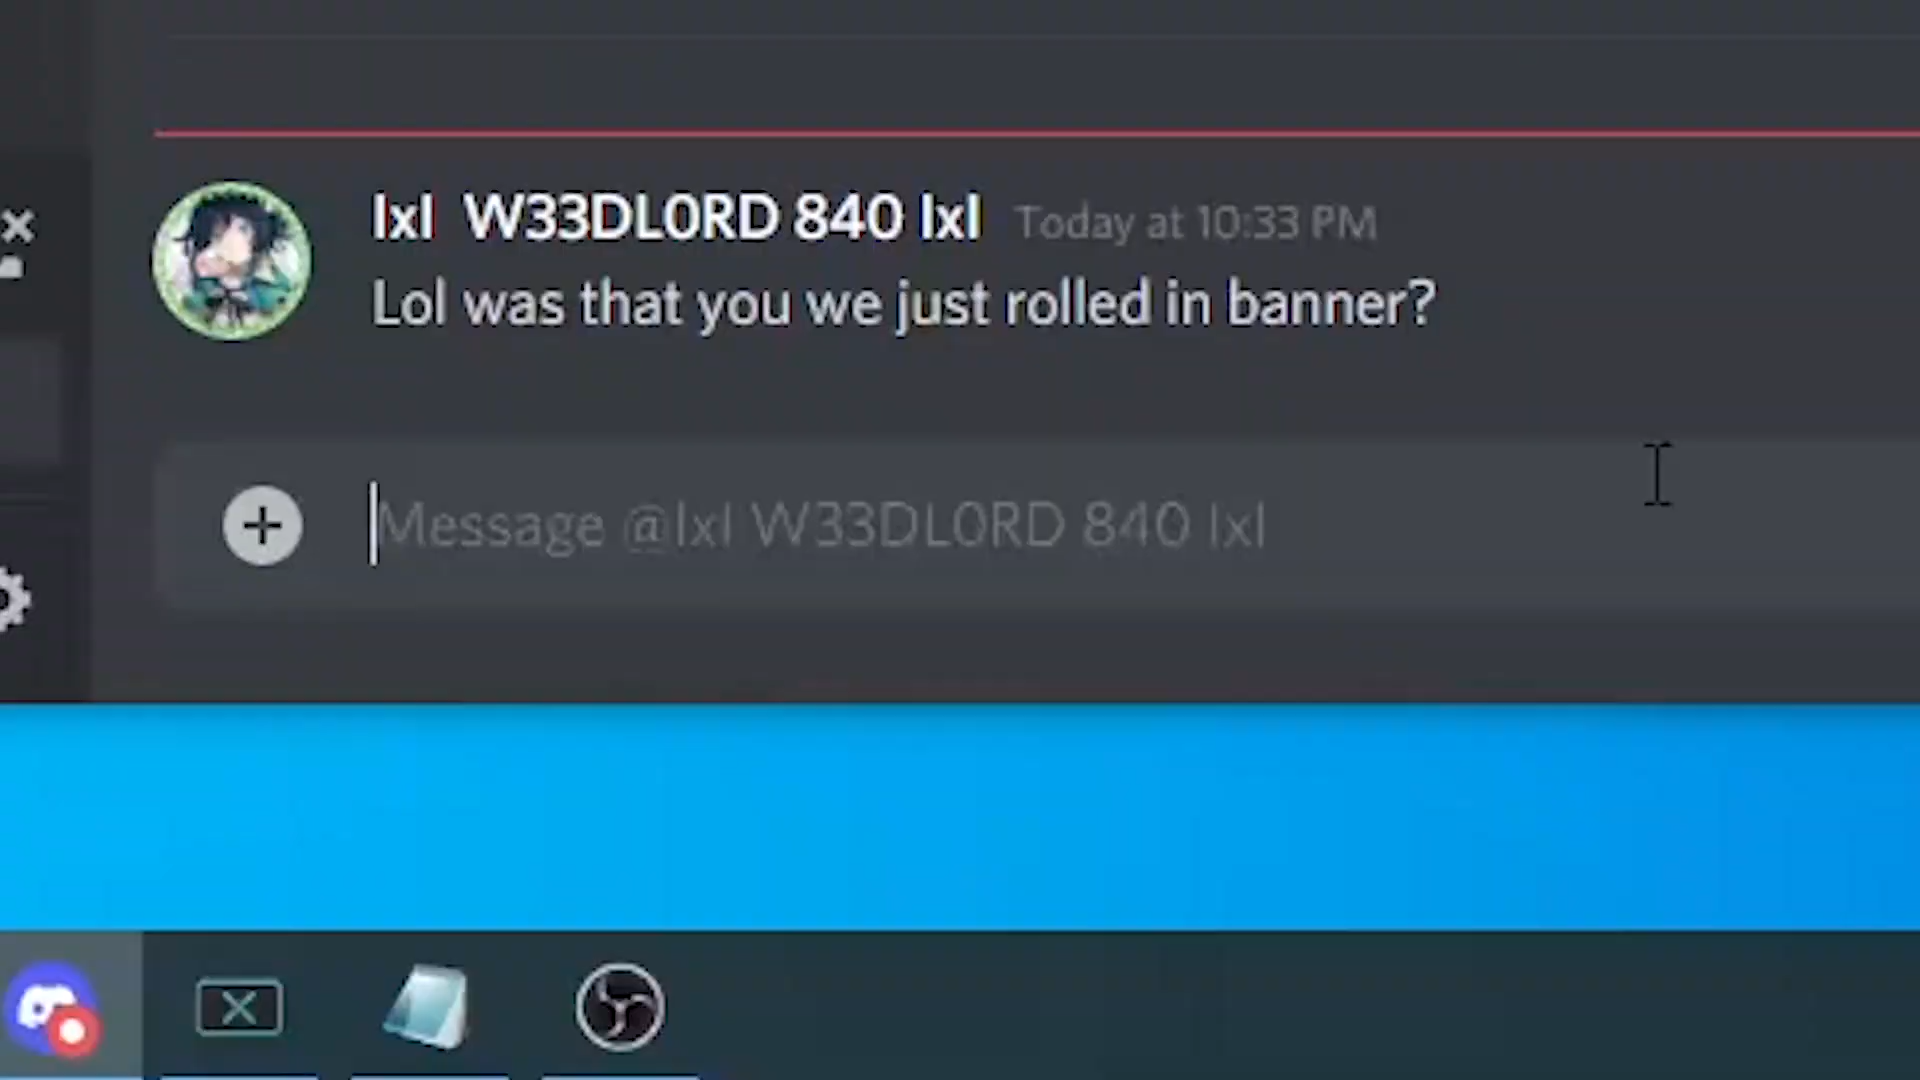 lxl W33DL0RD 840 lxl Today at 10:33 PM
Lol was that you we just rolled in banner?
Message @lxl W33DL0RD 840 lxl